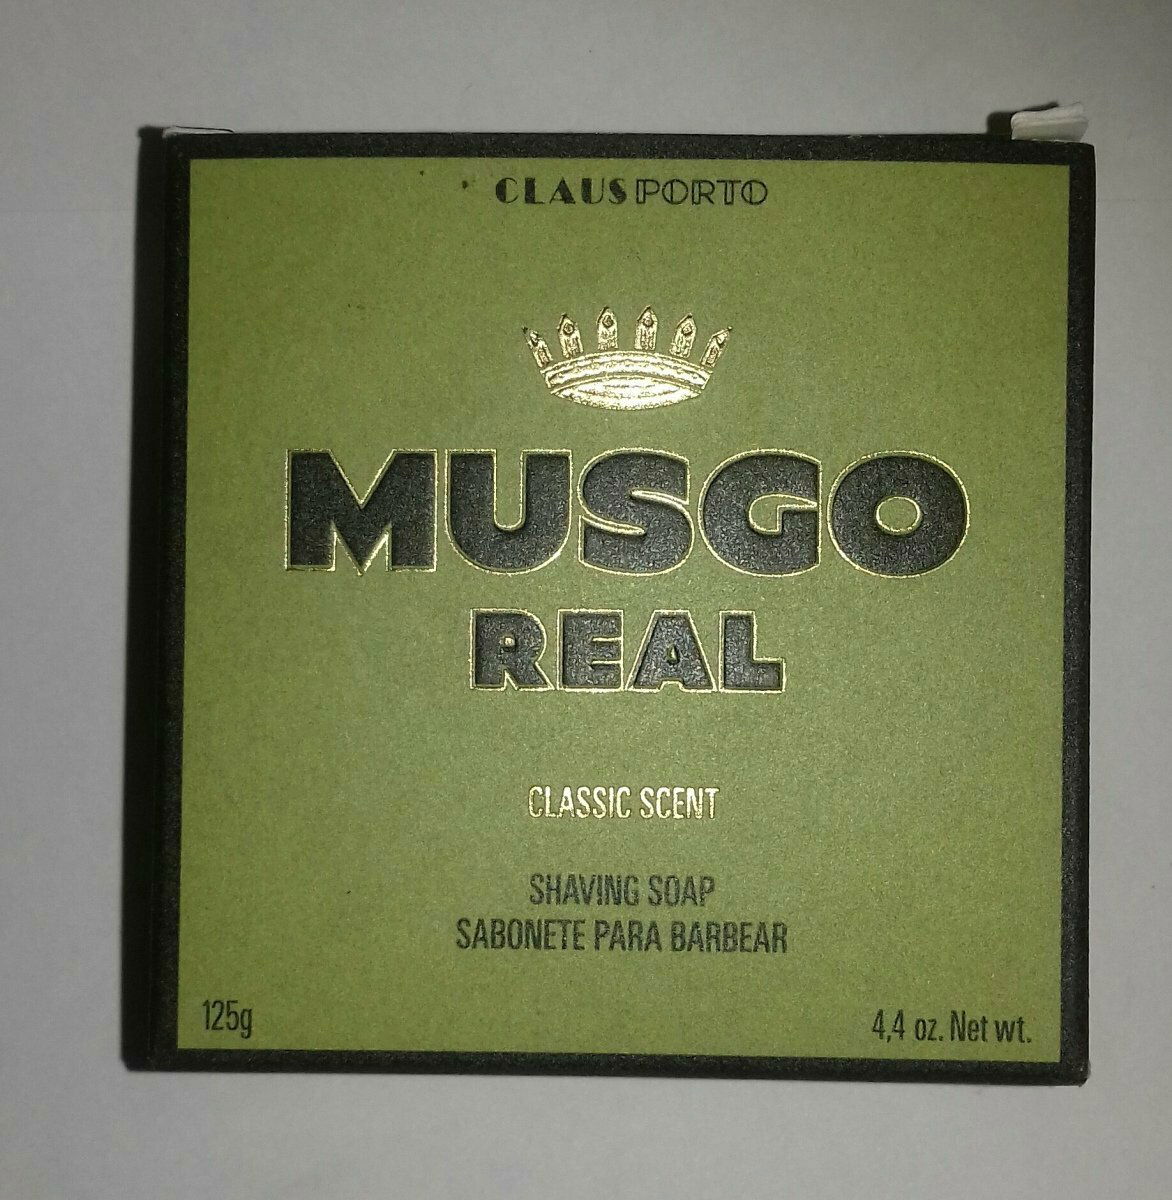 CLAUS PORTO
MUSGO
REAL
CLASSIC SCENT
SHAVING SOAP
SABONETE PARA BARBEAR
125g
4,4 oz. Net wt.